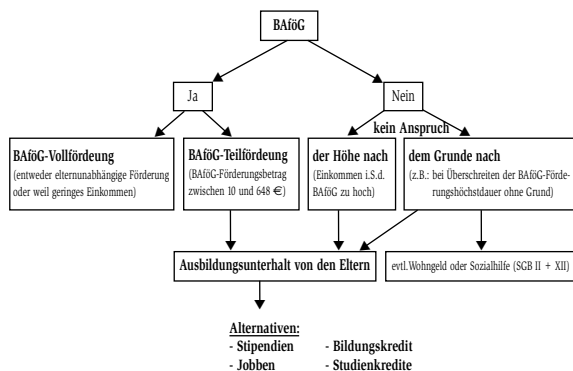 BAföG
Ja
Nein
kein Anspruch
BAföG-Vollförderung
(entweder elternunabhängige Förderung
oder weil geringes Einkommen)
BAföG-Teilförderung
(BAföG-Förderungsbetrag
zwischen 10 und 648 €)
der Höhe nach
(Einkommen i.S.d.
BAföG zu hoch)
dem Grunde nach
(z.B.: bei Überschreiten der BAföG-Förde-
rungshöchstdauer ohne Grund)
Ausbildungsunterhalt von den Eltern
evtl.Wohngeld oder Sozialhilfe (SGB II + XII)
Alternativen:
- Stipendien - Bildungskredit
- Jobben - Studienkredite